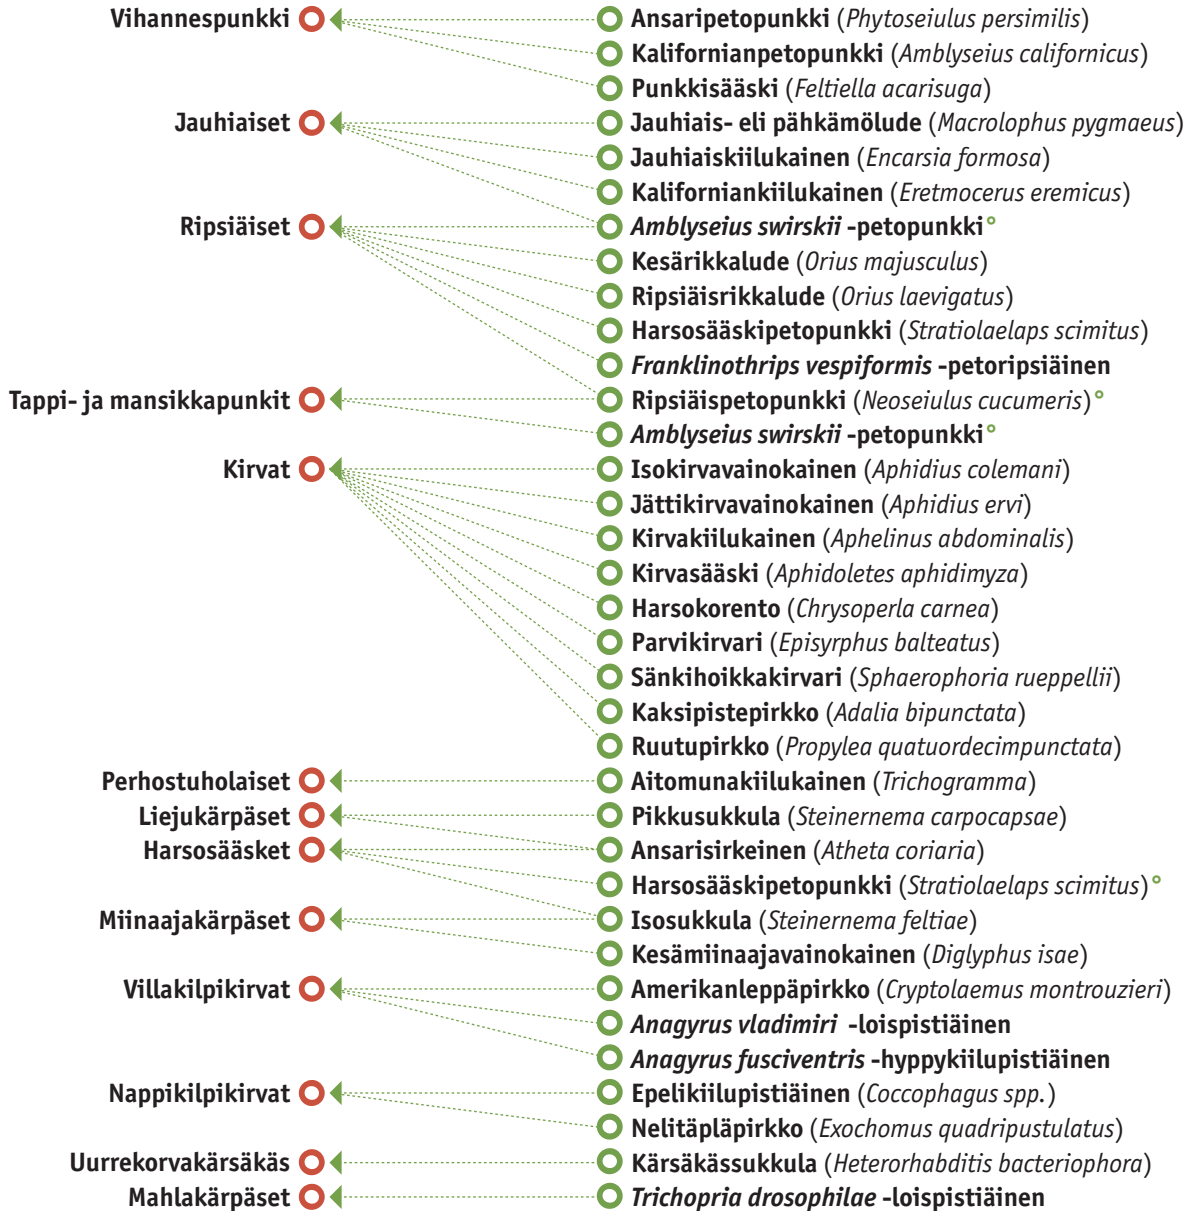 Vihannespunkki Ansaripetopunkki (Phytoseiulus persimilis)
Kalifornianpetopunkki (Amblyseius californicus)
Punkkisääski (Feltiella acarisuga)
Jauhiaiset Jauhiais- eli pähkämölude (Macrolophus pygmaeus)
Jauhiaiskiilukainen (Encarsia formosa)
Kaliforniankiilukainen (Eretmocerus eremicus)
Ripsiäiset Amblyseius swirskii -petopunkki°
Kesärikkalude (Orius majusculus)
Ripsiäisrikkalude (Orius laevigatus)
Harsosääskipetopunkki (Stratiolaelaps scimitus)
Franklinothrips vespiformis -petoripsiäinen
Tappi- ja mansikkapunkit Ripsiäispetopunkki (Neoseiulus cucumeris)°
Amblyseius swirskii -petopunkki°
Kirvat Isokirvavainokainen (Aphidius colemani)
Jättikirvavainokainen (Aphidius ervi)
Kirvakiilukainen (Aphelinus abdominalis)
Kirvasääski (Aphidoletes aphidimyza)
Harsokorento (Chrysoperla carnea)
Parvikirvari (Episyrphus balteatus)
Sänkihoikkakirvari (Sphaerophoria rueppellii)
Kaksipistepirkko (Adalia bipunctata)
Ruutupirkko (Propylea quatuordecimpunctata)
Perhostuholaiset Aitomunakiilukainen (Trichogramma)
Liejukärpäset Pikkusukkula (Steinernema carpocapsae)
Harsosääsket Ansarisirkeinen (Atheta coriaria)
Harsosääskipetopunkki (Stratiolaelaps scimitus)°
Miinaajakärpäset Isosukkula (Steinernema feltiae)
Kesämiinaajavainokainen (Diglyphus isae)
Villakilpikirvat Amerikanleppäpirkko (Cryptolaemus montrouzieri)
Anagyrus vladimiri -loispistiäinen
Anagyrus fusciventris -hyppykiilupistiäinen
Nappikilpikirvat Epelikiilupistiäinen (Coccophagus spp.)
Nelitäpläpirkko (Exochomus quadripustulatus)
Uurrekorvakärsäkäs Kärsäkässukkula (Heterorhabditis bacteriophora)
Mahlakärpäset Trichopria drosophilae -loispistiäinen